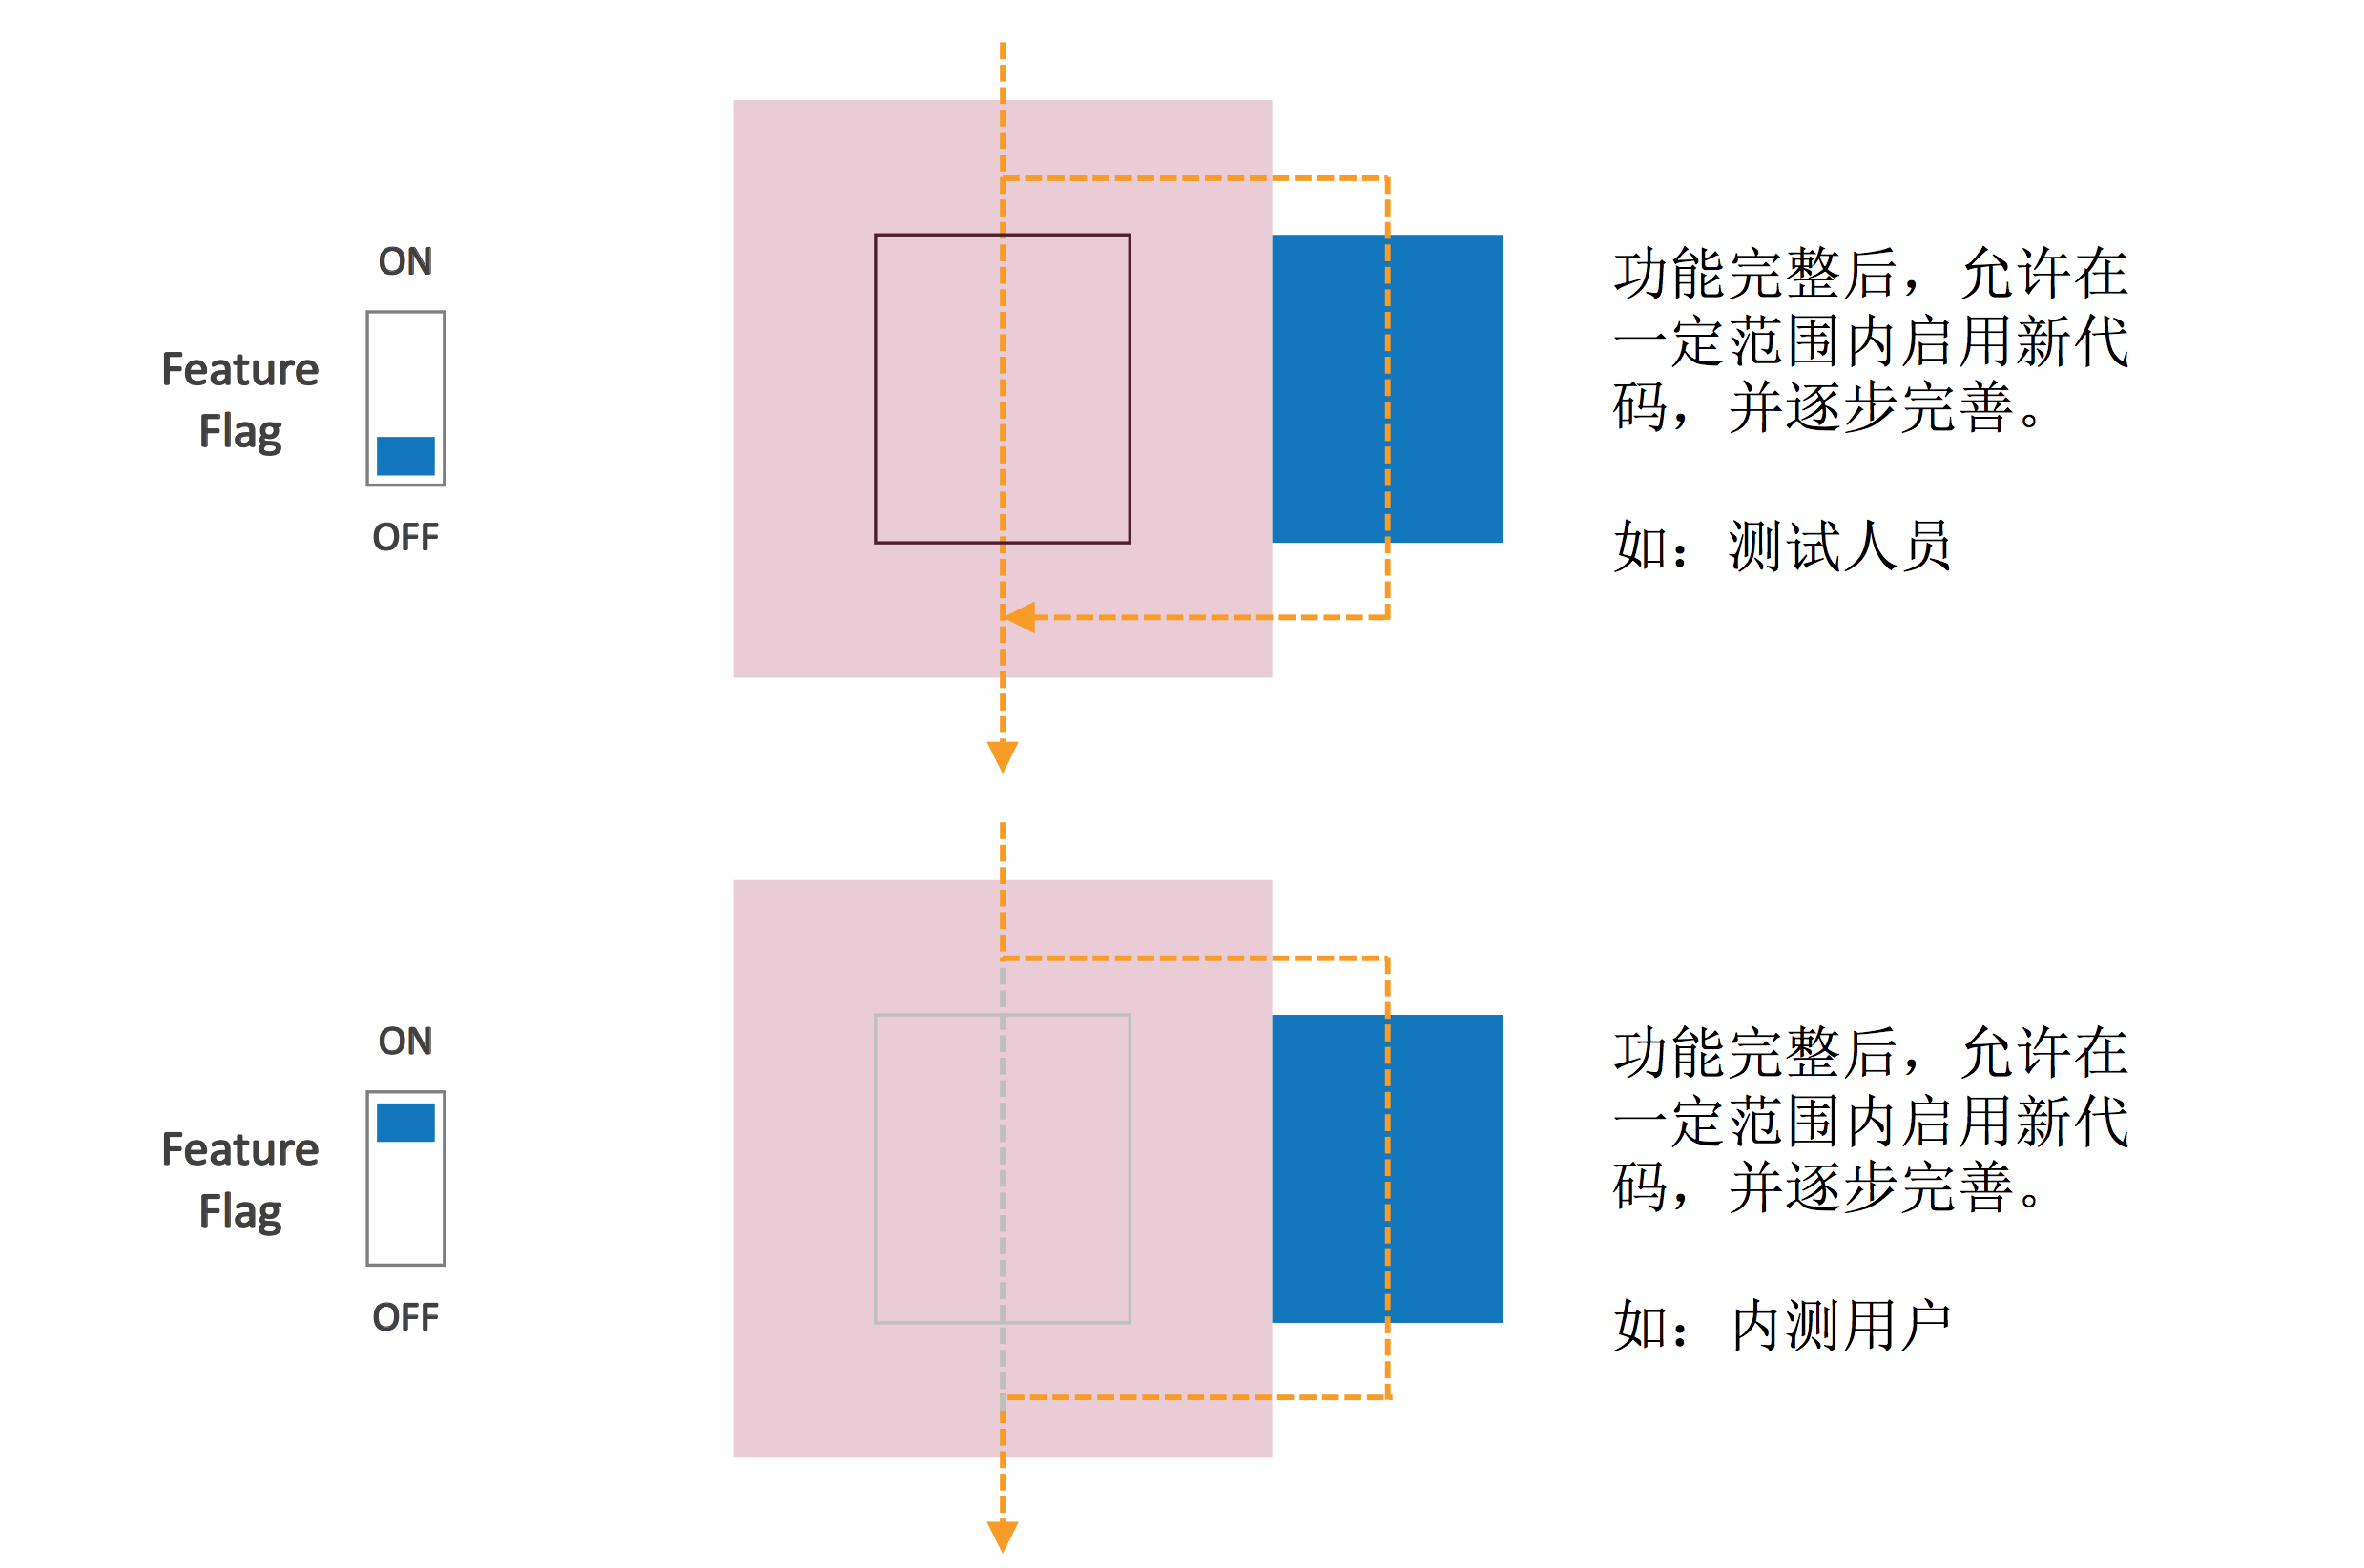 ON
Feature
Flag
OFF
功能完整后，允许在
一定范围内启用新代
码，并逐步完善。
如：测试人员
ON
Feature
Flag
OFF
功能完整后，允许在
一定范围内启用新代
码，并逐步完善。
如：内测用户